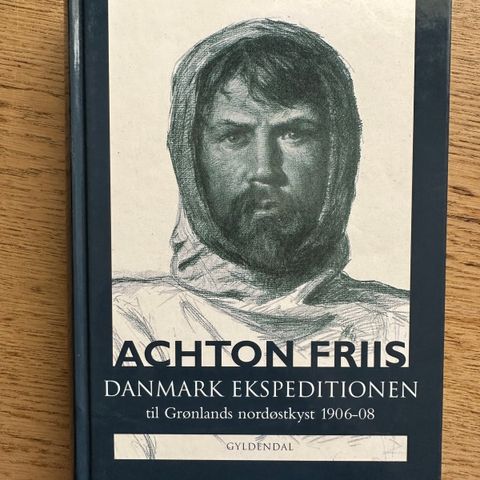 ACHTON FRIIS
DANMARK EKSPEDITIONEN
til Grønlands nordøstkyst 1906-08
GYLDENDAL